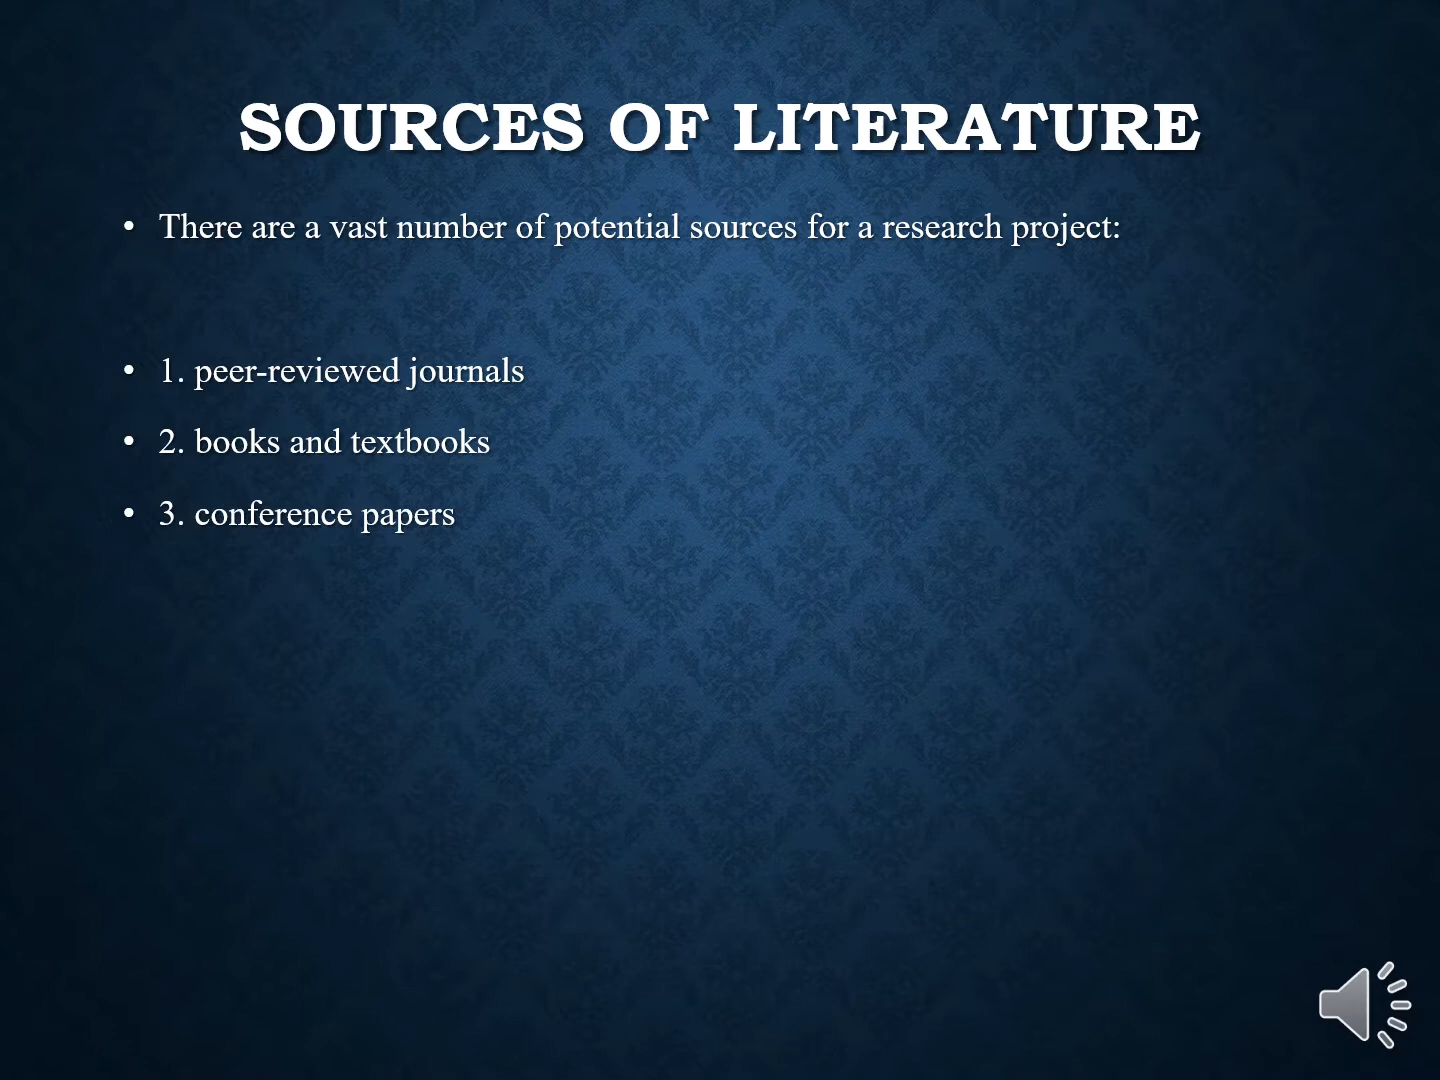 SOURCES OF LITERATURE
• There are a vast number of potential sources for a research project:
• 1. peer-reviewed journals
• 2. books and textbooks
• 3. conference papers